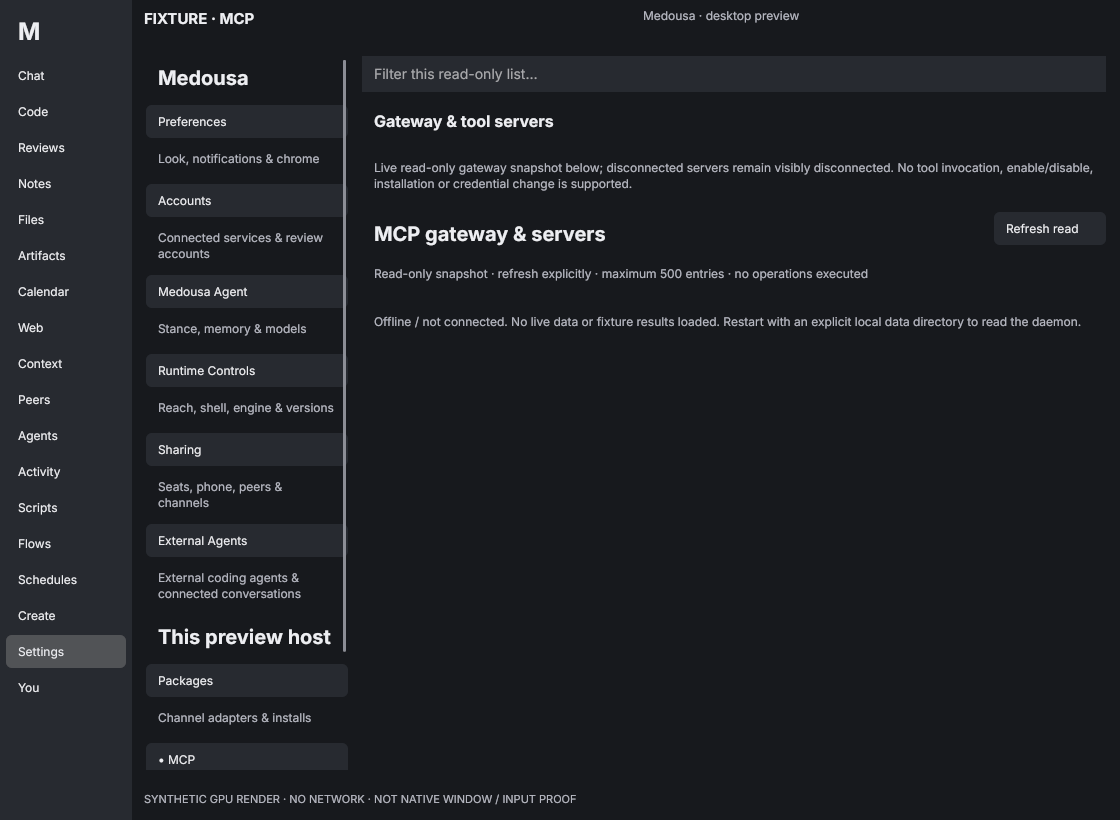 M
Chat
Code
Reviews
Notes
Files
Artifacts
Calendar
Web
Context
Peers
Agents
Activity
Scripts
Flows
Schedules
Create
Settings
You
FIXTURE · MCP
Medousa · desktop preview
Medousa
Preferences
Look, notifications & chrome
Accounts
Connected services & review
accounts
Medousa Agent
Stance, memory & models
Runtime Controls
Reach, shell, engine & versions
Sharing
Seats, phone, peers &
channels
External Agents
External coding agents &
connected conversations
This preview host
Packages
Channel adapters & installs
• MCP
Filter this read-only list...
Gateway & tool servers
Live read-only gateway snapshot below; disconnected servers remain visibly disconnected. No tool invocation, enable/disable,
installation or credential change is supported.
MCP gateway & servers
Refresh read
Read-only snapshot · refresh explicitly · maximum 500 entries · no operations executed
Offline / not connected. No live data or fixture results loaded. Restart with an explicit local data directory to read the daemon.
SYNTHETIC GPU RENDER · NO NETWORK · NOT NATIVE WINDOW / INPUT PROOF